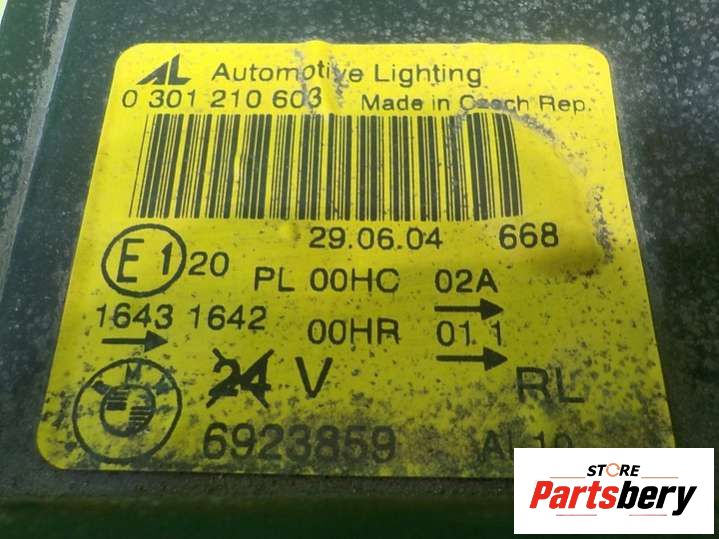 AL Automotive Lighting
0 301 210 603 Made in Czech Rep.
29.06.04 668
E1 20 PL 00HC 02A
1643 1642 00HR 01 1
BMW 24 V RL
6923859
STORE
Partsbery